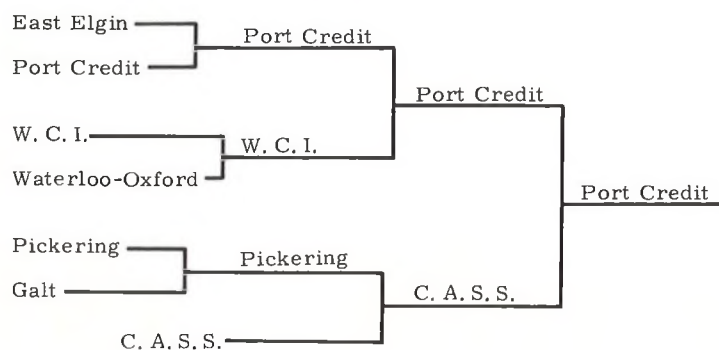 East Elgin
Port Credit
Port Credit
Port Credit
W. C. I.
W. C. I.
Waterloo-Oxford
Port Credit
Pickering
Pickering
Galt
C. A. S. S.
C. A. S. S.